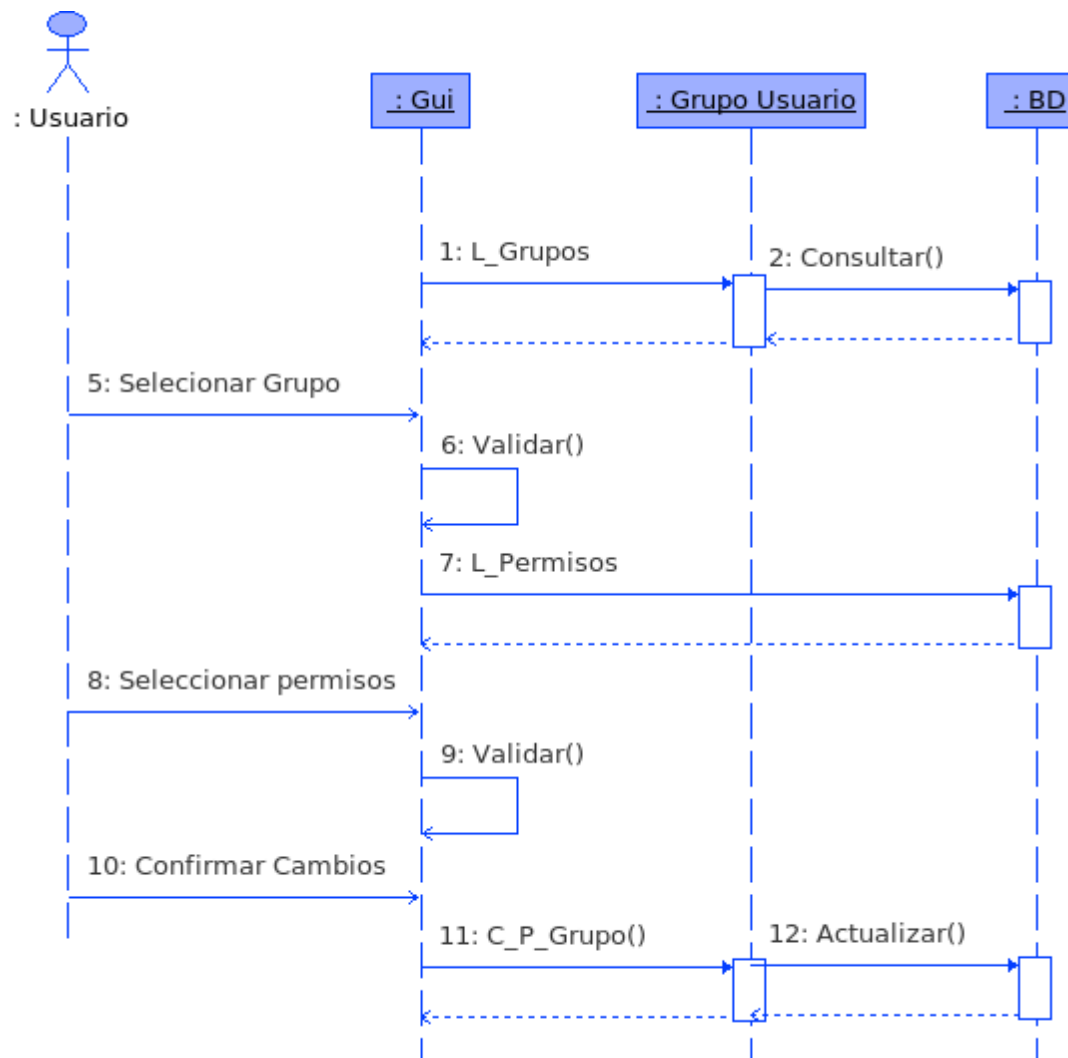 : Usuario
: Gui
: Grupo Usuario
: BD
1: L_Grupos
2: Consultar()
5: Selecionar Grupo
6: Validar()
7: L_Permisos
8: Seleccionar permisos
9: Validar()
10: Confirmar Cambios
11: C_P_Grupo()
12: Actualizar()